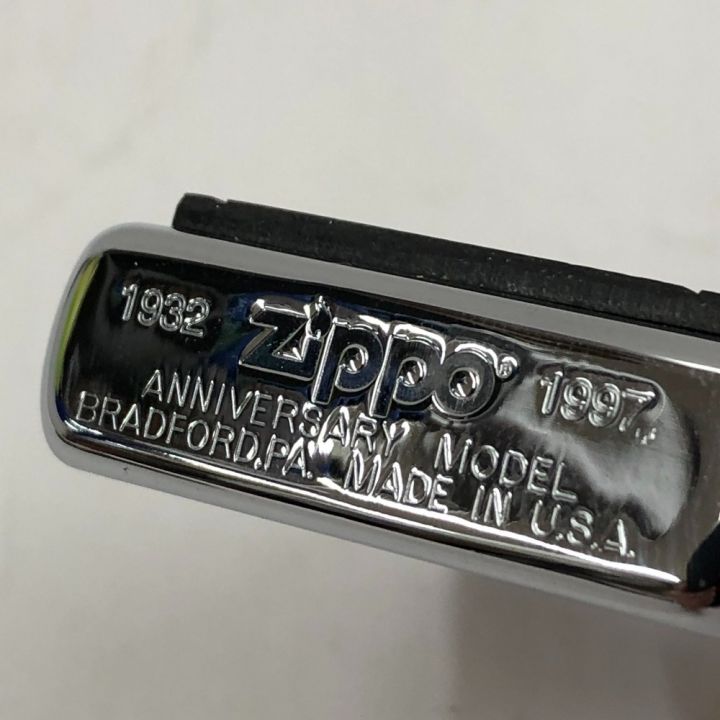 1932 Zippo® 1997
ANNIVERSARY MODEL
BRADFORD,PA. MADE IN U.S.A.